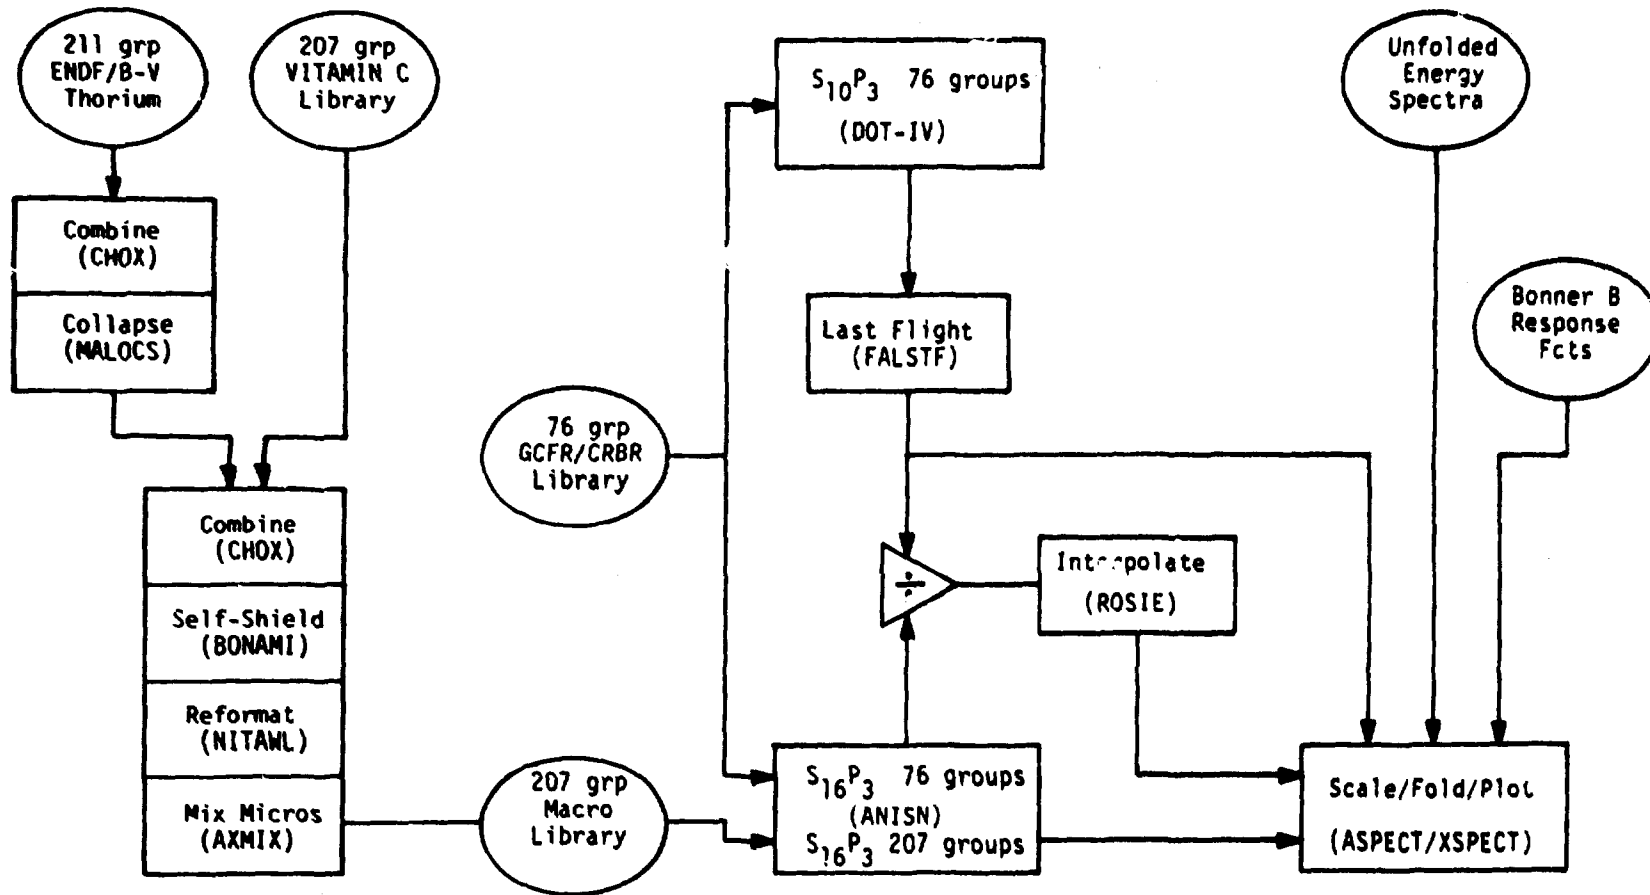 211 grp
ENDF/B-V
Thorium
207 grp
VITAMIN C
Library
Combine
(CHOX)
Collapse
(MALOCS)
Combine
(CHOX)
Self-Shield
(BONAMI)
Reformat
(NITAWL)
Mix Micros
(AXMIX)
76 grp
GCFR/CRBR
Library
207 grp
Macro
Library
S10P3 76 groups
(DOT-IV)
Last Flight
(FALSTF)
÷
Interpolate
(ROSIE)
S16P3 76 groups
(ANISN)
S16P3 207 groups
Unfolded
Energy
Spectra
Bonner B
Response
Fcts
Scale/Fold/Plot
(ASPECT/XSPECT)